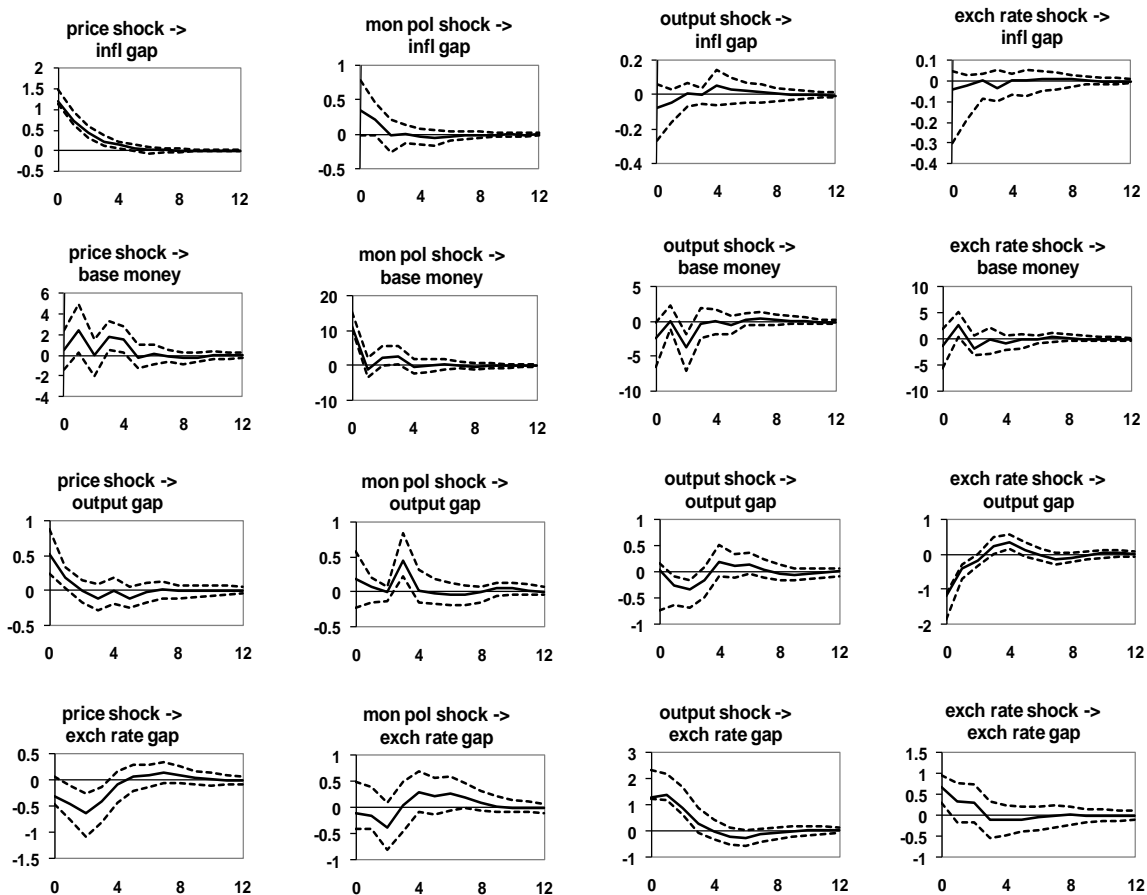 price shock ->
infl gap
2
1.5
1
0.5
0
-0.5
0 4 8 12
mon pol shock ->
infl gap
1
0.5
0
-0.5
0 4 8 12
output shock ->
infl gap
0.2
0
-0.2
-0.4
0 4 8 12
exch rate shock ->
infl gap
0.1
0
-0.1
-0.2
-0.3
-0.4
0 4 8 12
price shock ->
base money
6
4
2
0
-2
-4
0 4 8 12
mon pol shock ->
base money
20
10
0
-10
0 4 8 12
output shock ->
base money
5
0
-5
-10
0 4 8 12
exch rate shock ->
base money
10
5
0
-5
-10
0 4 8 12
price shock ->
output gap
1
0.5
0
-0.5
0 4 8 12
mon pol shock ->
output gap
1
0.5
0
-0.5
0 4 8 12
output shock ->
output gap
1
0.5
0
-0.5
-1
0 4 8 12
exch rate shock ->
output gap
1
0
-1
-2
0 4 8 12
price shock ->
exch rate gap
0.5
0
-0.5
-1
-1.5
0 4 8 12
mon pol shock ->
exch rate gap
1
0.5
0
-0.5
-1
0 4 8 12
output shock ->
exch rate gap
3
2
1
0
-1
0 4 8 12
exch rate shock ->
exch rate gap
1.5
1
0.5
0
-0.5
-1
0 4 8 12